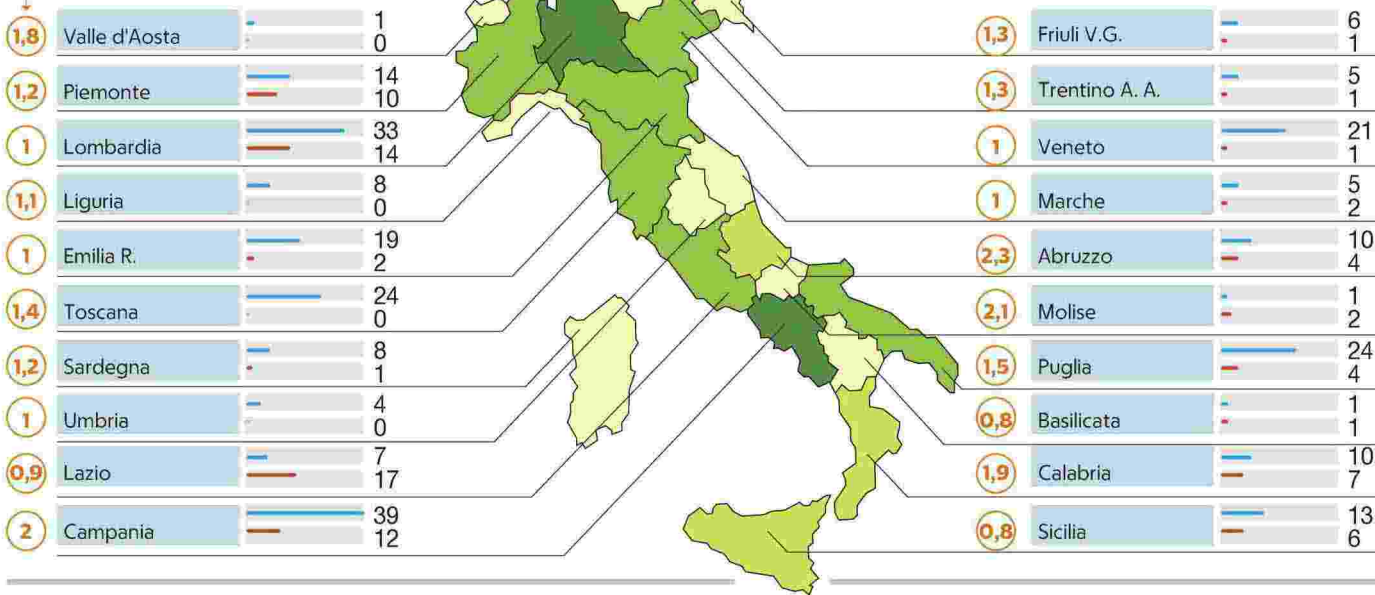 1,8 Valle d'Aosta 1 0
1,2 Piemonte 14 10
1 Lombardia 33 14
1,1 Liguria 8 0
1 Emilia R. 19 2
1,4 Toscana 24 0
1,2 Sardegna 8 1
1 Umbria 4 0
0,9 Lazio 7 17
2 Campania 39 12
1,3 Friuli V.G. 6 1
1,3 Trentino A. A. 5 1
1 Veneto 21 1
1 Marche 5 2
2,3 Abruzzo 10 4
2,1 Molise 1 2
1,5 Puglia 24 4
0,8 Basilicata 1 1
1,9 Calabria 10 7
0,8 Sicilia 13 6